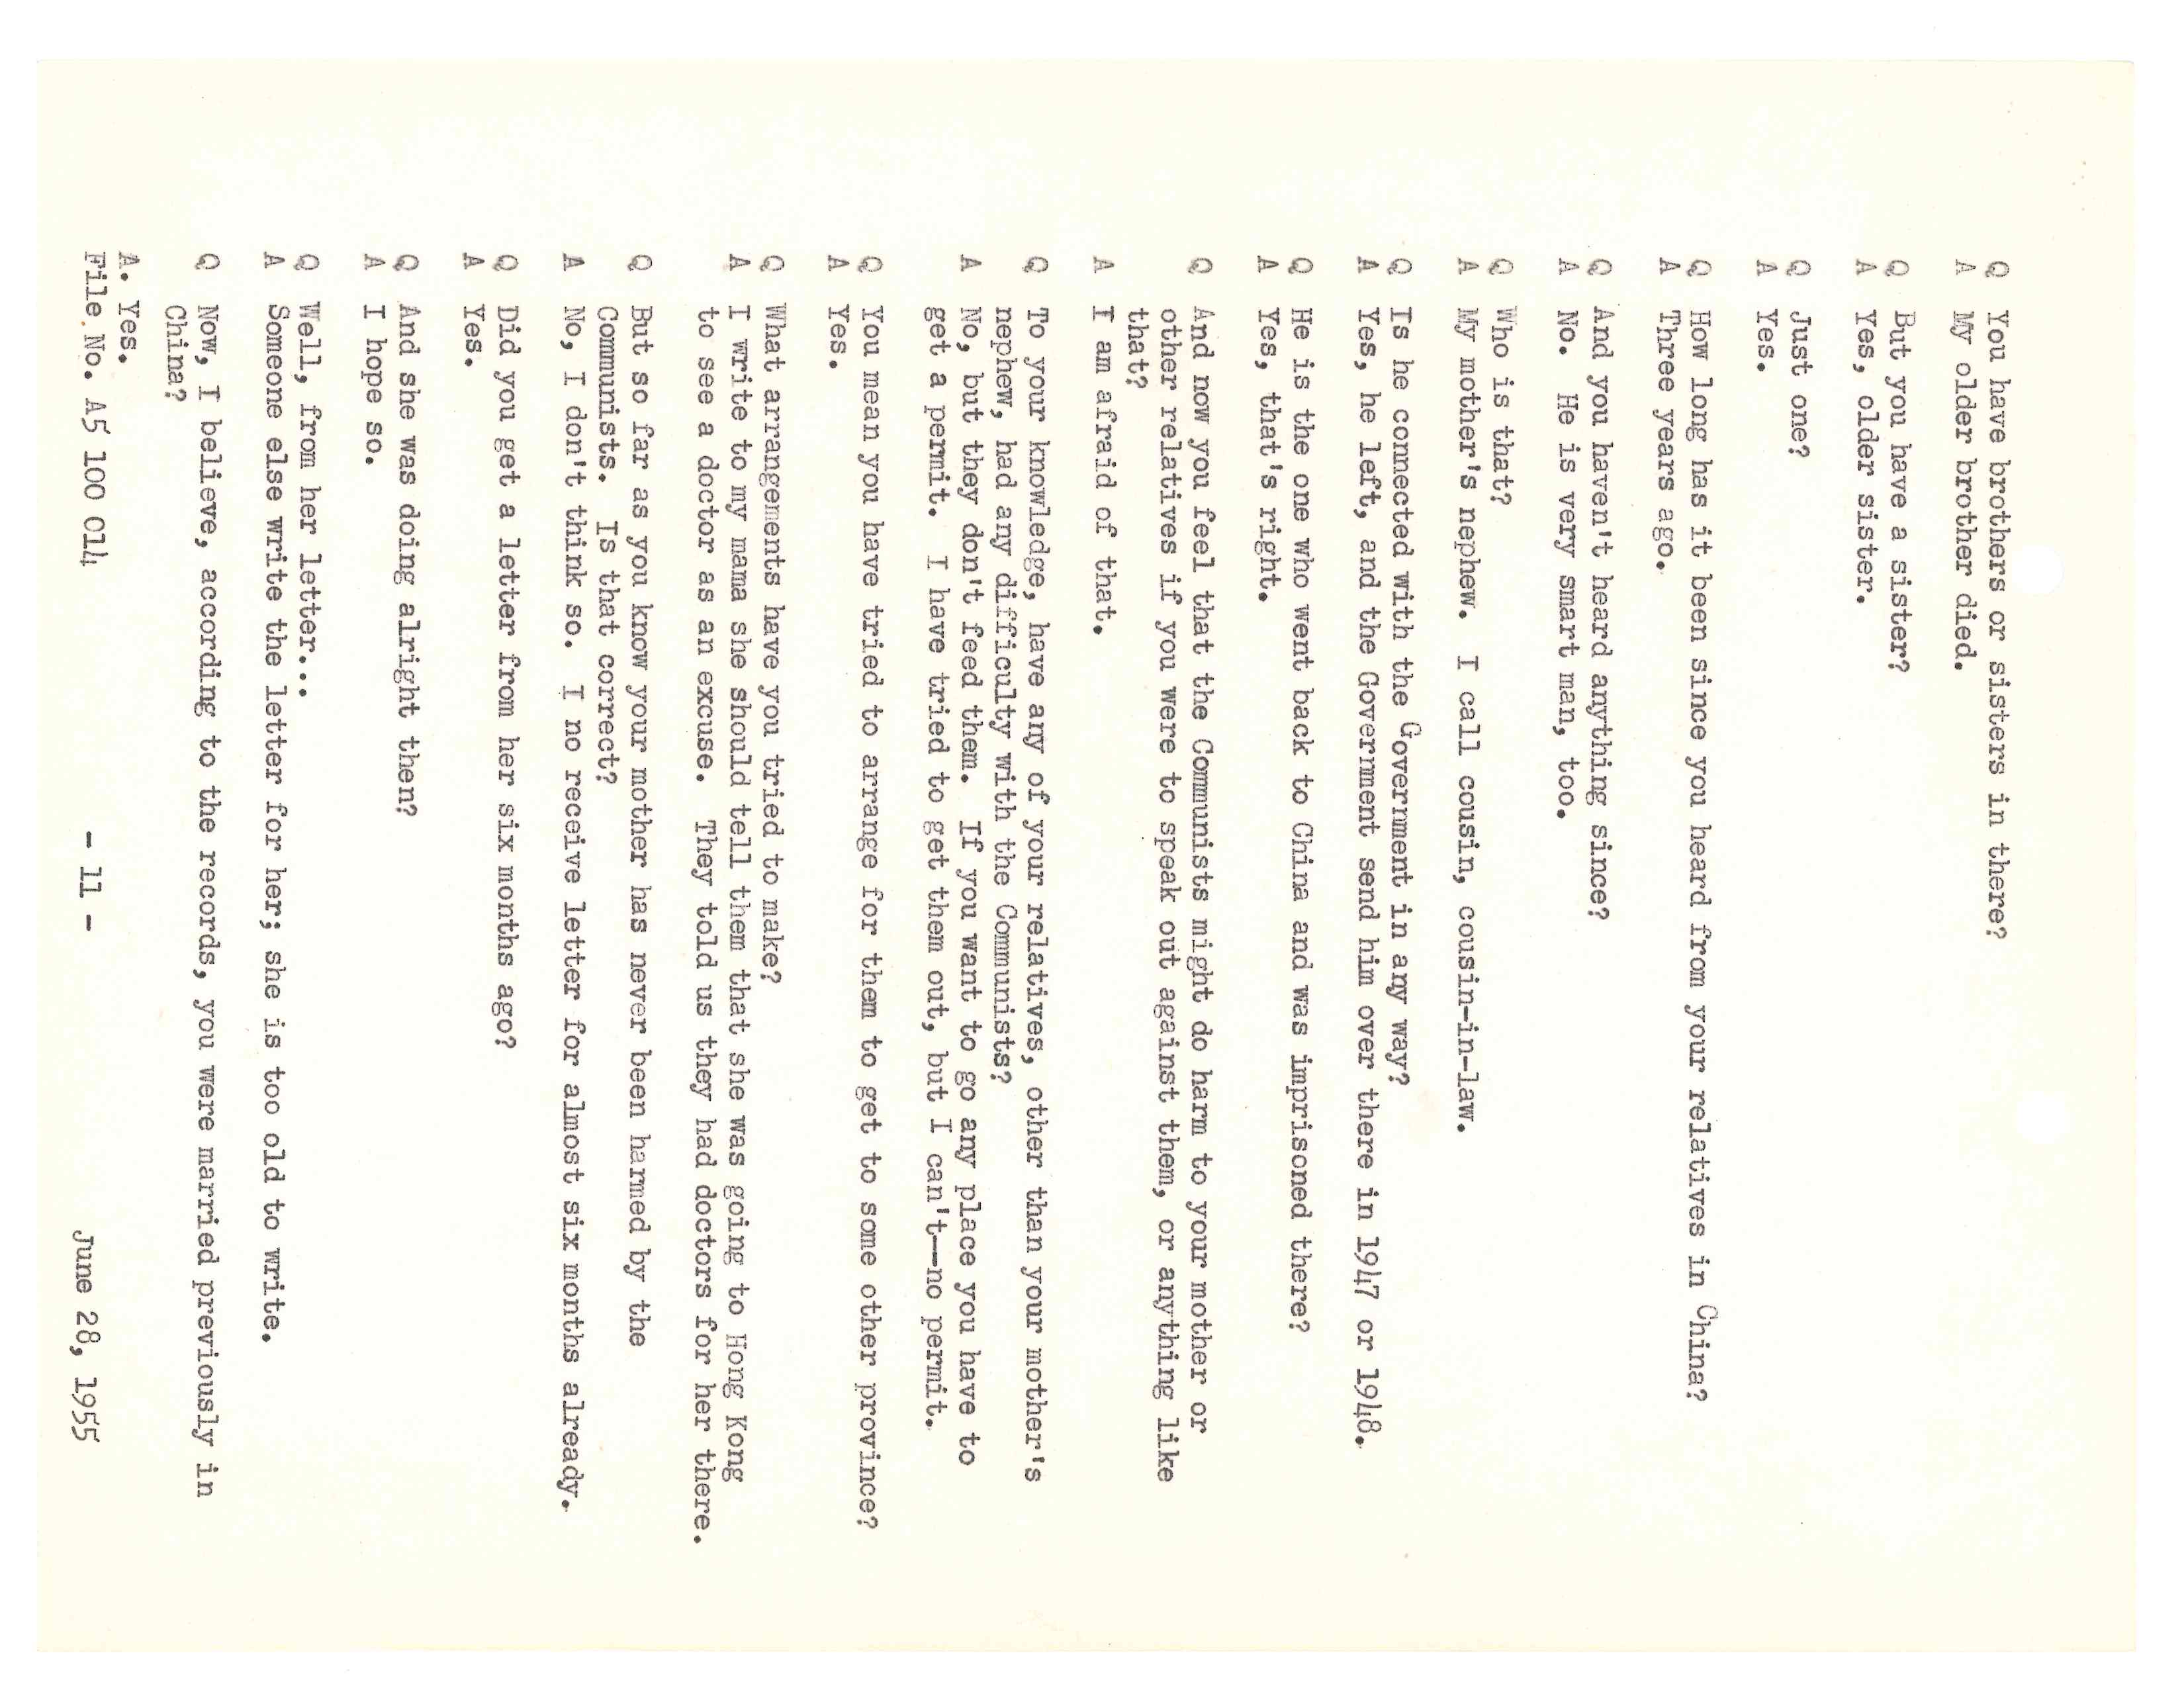 Q You have brothers or sisters in there?
A My older brother died.
Q But you have a sister?
A Yes, older sister.
Q Just one?
A Yes.
Q How long has it been since you heard from your relatives in China?
A Three years ago.
Q And you haven't heard anything since?
A No. He is very smart man, too.
Q Who is that?
A My mother's nephew. I call cousin, cousin-in-law.
Q Is he connected with the Government in any way?
A Yes, he left, and the Government send him over there in 1947 or 1948.
Q He is the one who went back to China and was imprisoned there?
A Yes, that's right.
Q And now you feel that the Communists might do harm to your mother or
other relatives if you were to speak out against them, or anything like
that?
A I am afraid of that.
Q To your knowledge, have any of your relatives, other than your mother's
nephew, had any difficulty with the Communists?
A No, but they don't feed them. If you want to go any place you have to
get a permit. I have tried to get them out, but I can't--no permit.
Q You mean you have tried to arrange for them to get to some other province?
A Yes.
Q What arrangements have you tried to make?
A I write to my mama she should tell them that she was going to Hong Kong
to see a doctor as an excuse. They told us they had doctors for her there.
Q But so far as you know your mother has never been harmed by the
Communists. Is that correct?
A No, I don't think so. I no receive letter for almost six months already.
Q Did you get a letter from her six months ago?
A Yes.
Q And she was doing alright then?
A I hope so.
Q Well, from her letter...
A Someone else write the letter for her; she is too old to write.
Q Now, I believe, according to the records, you were married previously in
China?
A. Yes.
File No. A5 100 014 - 11 - June 28, 1955